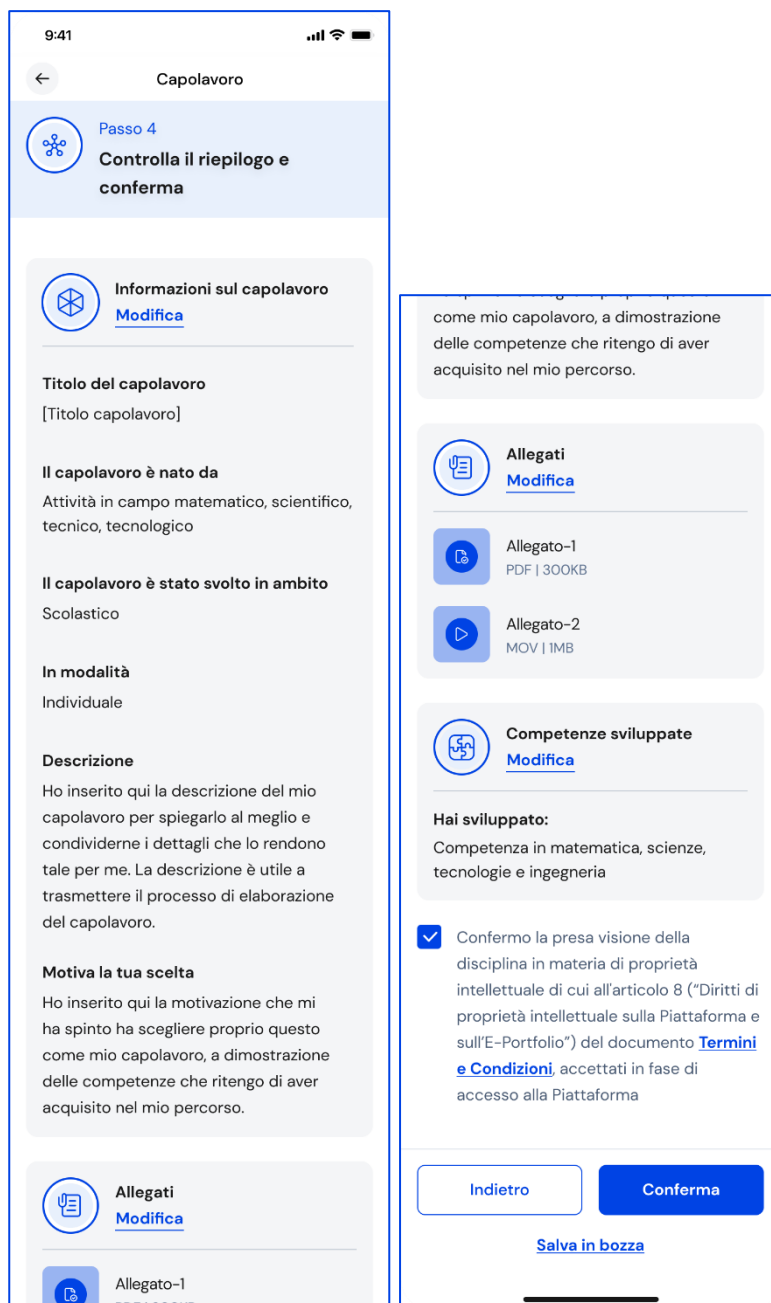 9:41
Capolavoro
Passo 4
Controlla il riepilogo e
conferma
Informazioni sul capolavoro
Modifica
Titolo del capolavoro
[Titolo capolavoro]
Il capolavoro è nato da
Attività in campo matematico, scientifico,
tecnico, tecnologico
Il capolavoro è stato svolto in ambito
Scolastico
In modalità
Individuale
Descrizione
Ho inserito qui la descrizione del mio
capolavoro per spiegarlo al meglio e
condividerne i dettagli che lo rendono
tale per me. La descrizione è utile a
trasmettere il processo di elaborazione
del capolavoro.
Motiva la tua scelta
Ho inserito qui la motivazione che mi
ha spinto ha scegliere proprio questo
come mio capolavoro, a dimostrazione
delle competenze che ritengo di aver
acquisito nel mio percorso.
Allegati
Modifica
Allegato-1
come mio capolavoro, a dimostrazione
delle competenze che ritengo di aver
acquisito nel mio percorso.
Allegati
Modifica
Allegato-1
PDF | 300KB
Allegato-2
MOV | 1MB
Competenze sviluppate
Modifica
Hai sviluppato:
Competenza in matematica, scienze,
tecnologie e ingegneria
Confermo la presa visione della
disciplina in materia di proprietà
intellettuale di cui all'articolo 8 (“Diritti di
proprietà intellettuale sulla Piattaforma e
sull’E-Portfolio”) del documento Termini
e Condizioni, accettati in fase di
accesso alla Piattaforma
Indietro
Conferma
Salva in bozza